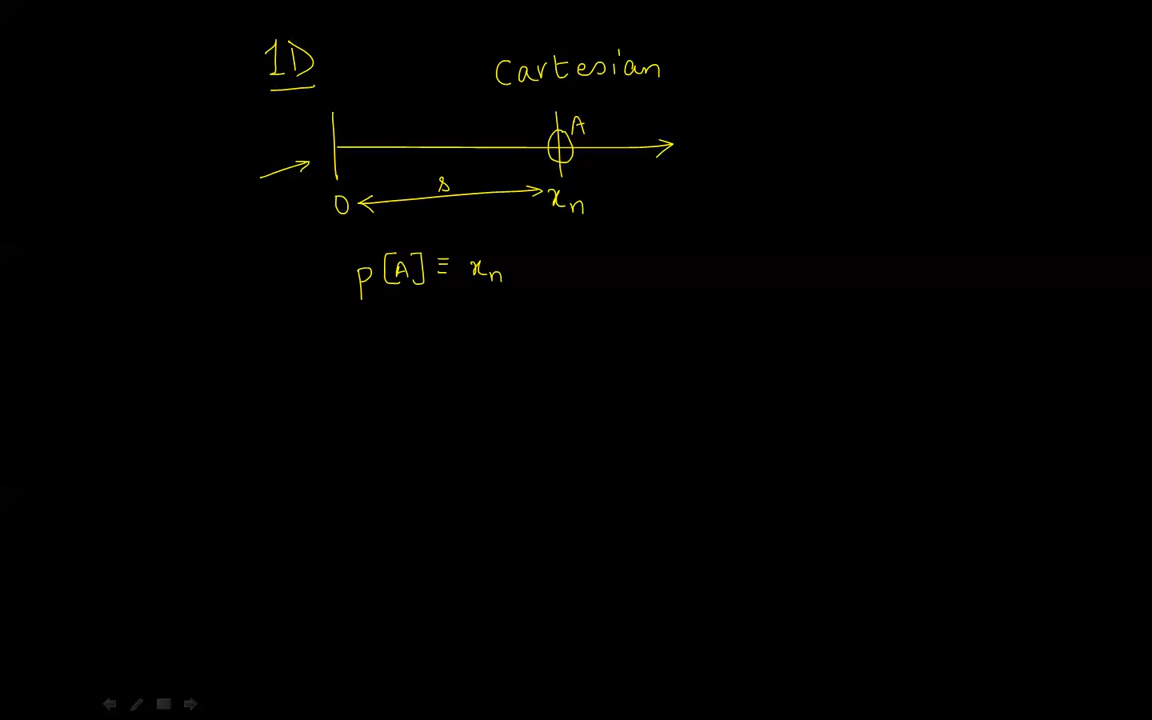 1D
Cartesian
A
s
0 xₙ
p[A] ≡ xₙ